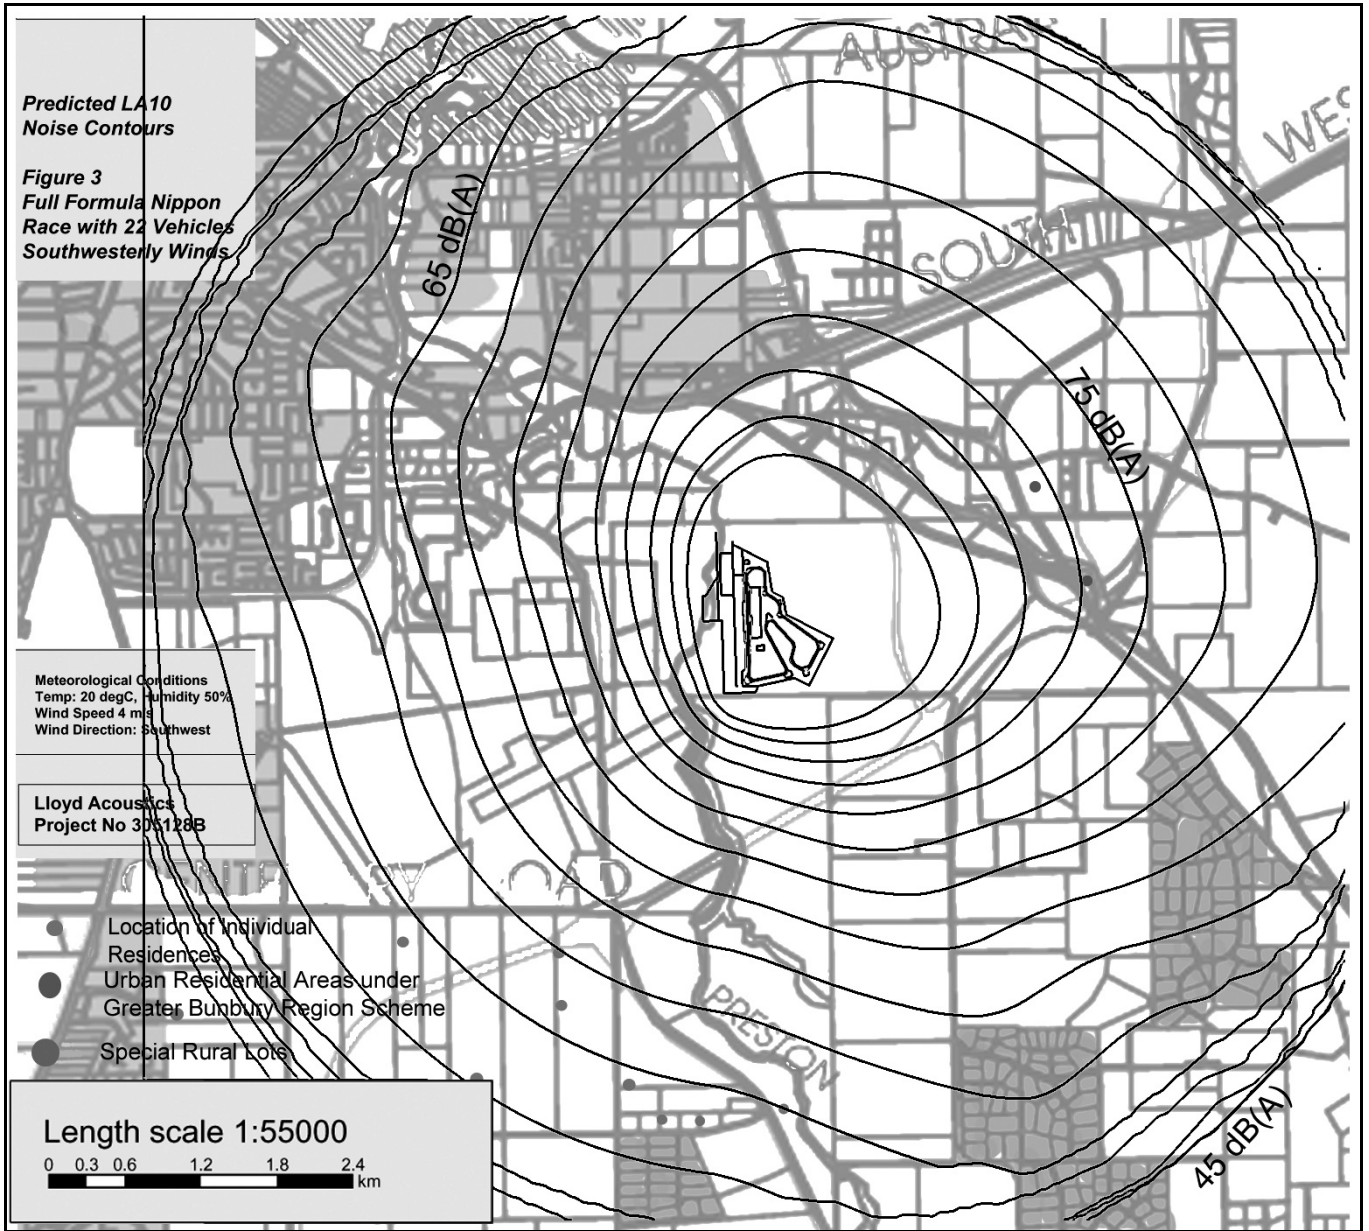 Predicted LA10
Noise Contours
Figure 3
Full Formula Nippon
Race with 22 Vehicles
Southwesterly Winds
AUSTRA
WES
SOUTH
65 dB(A)
75 dB(A)
Meteorological Conditions
Temp: 20 degC, Humidity 50%
Wind Speed 4 m/s
Wind Direction: Southwest
Lloyd Acoustics
Project No 305128B
Location of Individual
Residences
Urban Residential Areas under
Greater Bunbury Region Scheme
Special Rural Lots
PRESTON
45 dB(A)
Length scale 1:55000
0 0.3 0.6 1.2 1.8 2.4
km